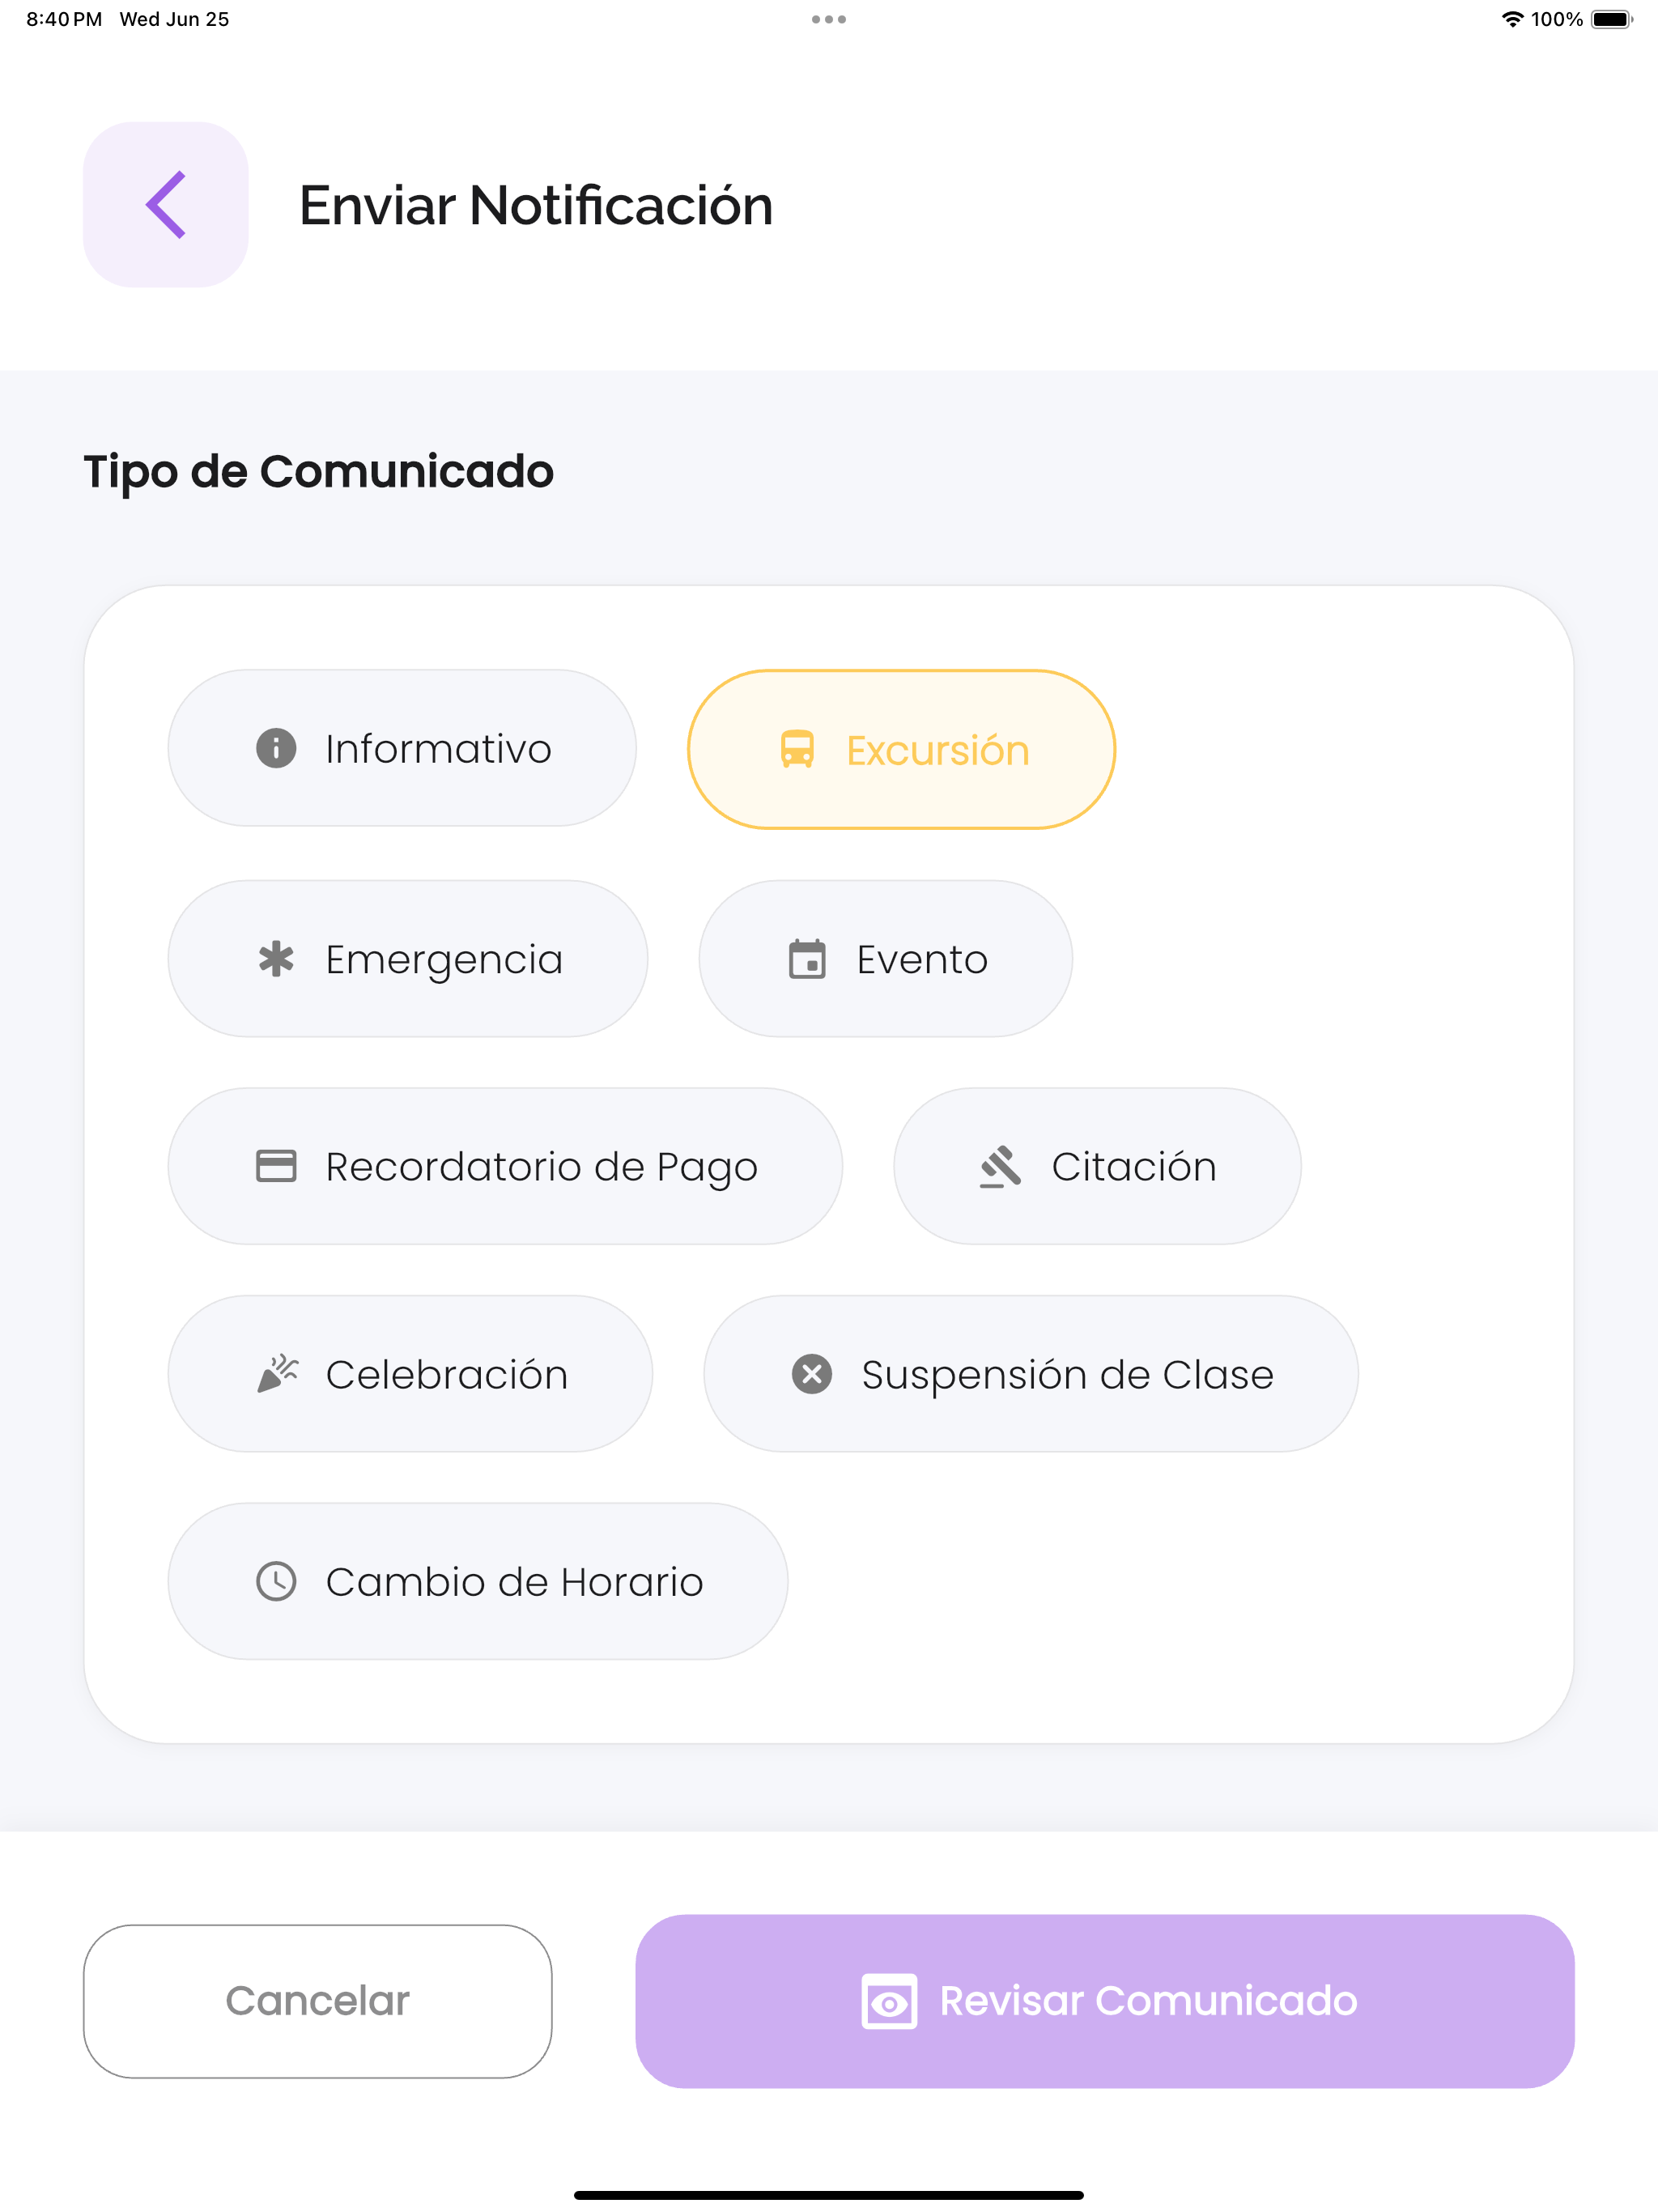 8:40 PM Wed Jun 25
100%
Enviar Notificación
Tipo de Comunicado
Informativo
Excursión
Emergencia
Evento
Recordatorio de Pago
Citación
Celebración
Suspensión de Clase
Cambio de Horario
Cancelar
Revisar Comunicado